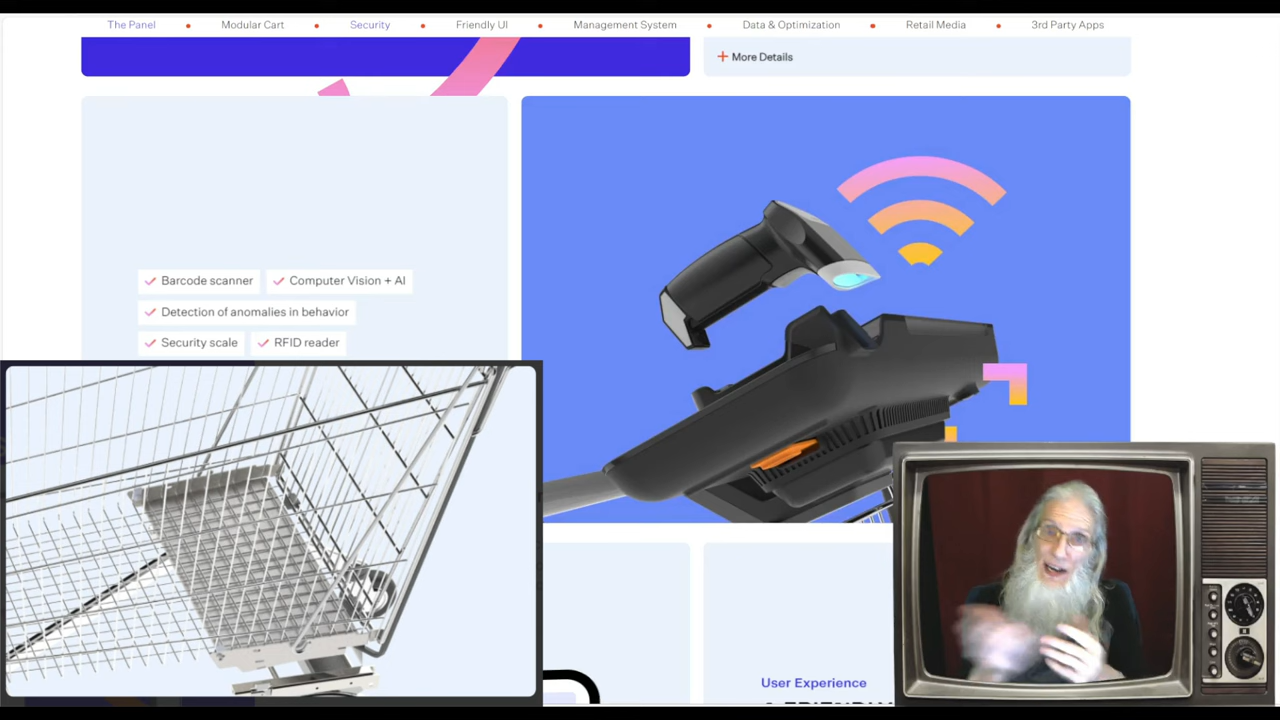 The Panel • Modular Cart • Security • Friendly UI • Management System • Data & Optimization • Retail Media • 3rd Party Apps
+ More Details
Barcode scanner Computer Vision + AI
Detection of anomalies in behavior
Security scale RFID reader
User Experience